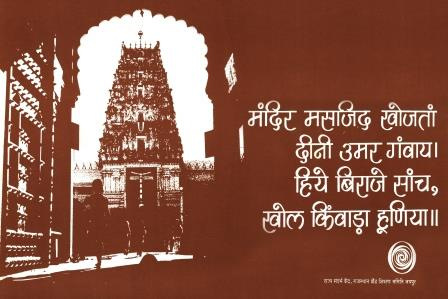 मंदिर मसजिद खोजतां
दीनी उमर गंवाय।
हिये बिराजे सांच,
खोल किंवाड़ा हूणिया॥
राज्य संदर्भ केंद्र, राजस्थान प्रौढ़ शिक्षण समिति जयपुर